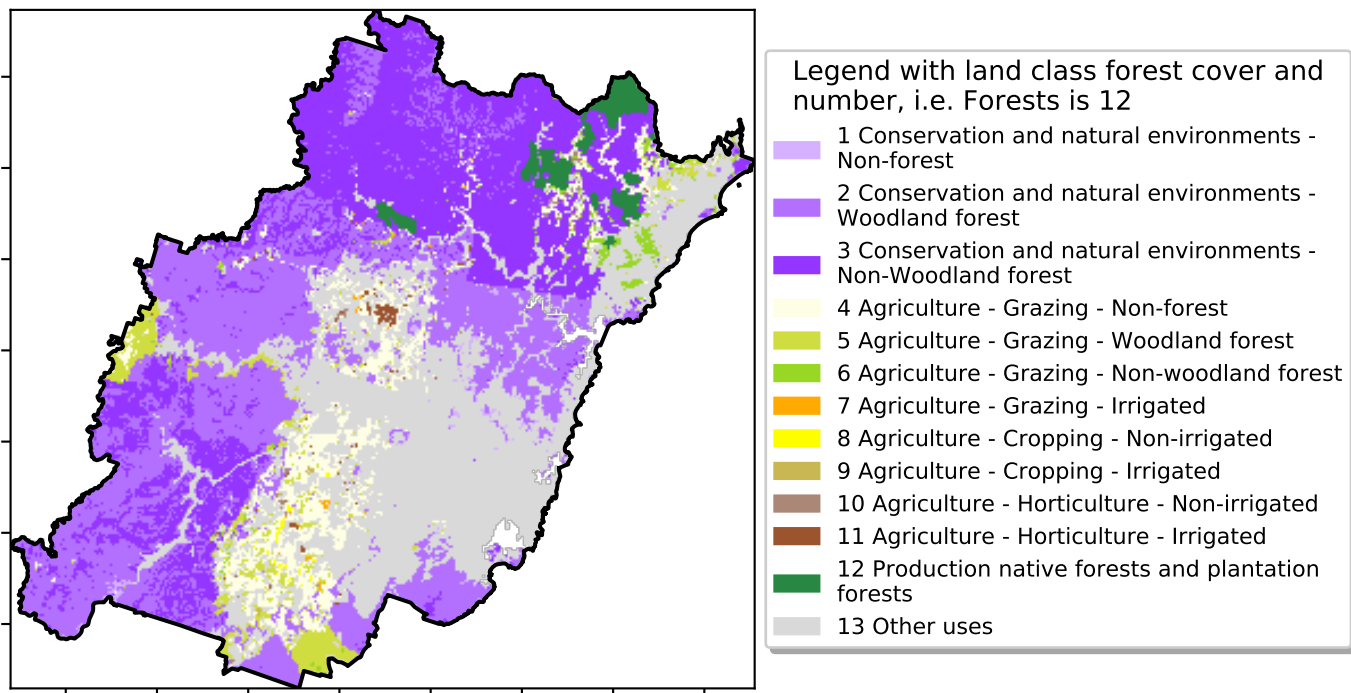 Legend with land class forest cover and
number, i.e. Forests is 12
1 Conservation and natural environments -
Non-forest
2 Conservation and natural environments -
Woodland forest
3 Conservation and natural environments -
Non-Woodland forest
4 Agriculture - Grazing - Non-forest
5 Agriculture - Grazing - Woodland forest
6 Agriculture - Grazing - Non-woodland forest
7 Agriculture - Grazing - Irrigated
8 Agriculture - Cropping - Non-irrigated
9 Agriculture - Cropping - Irrigated
10 Agriculture - Horticulture - Non-irrigated
11 Agriculture - Horticulture - Irrigated
12 Production native forests and plantation
forests
13 Other uses